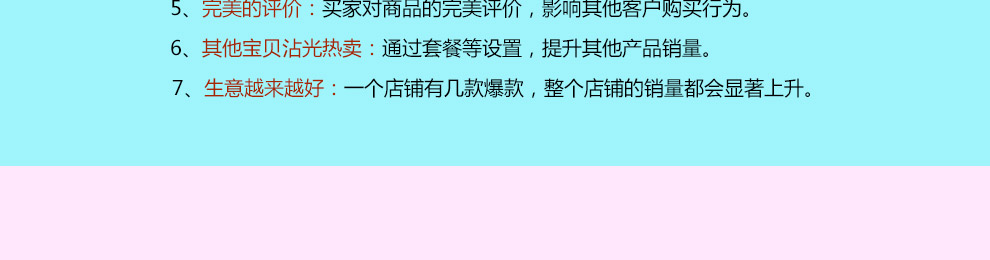 5、完美的评价：买家对商品的完美评价，影响其他客户购买行为。
6、其他宝贝沾光热卖：通过套餐等设置，提升其他产品销量。
7、生意越来越好：一个店铺有几款爆款，整个店铺的销量都会显著上升。